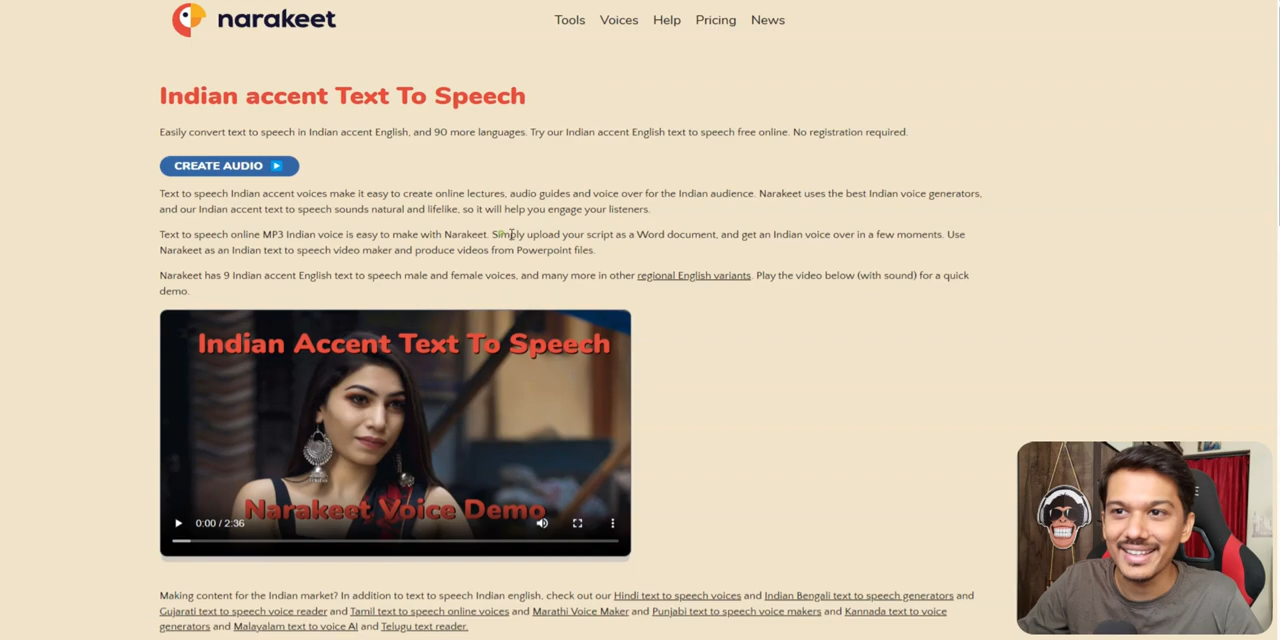 narakeet
Tools Voices Help Pricing News
Indian accent Text To Speech
Easily convert text to speech in Indian accent English, and 90 more languages. Try our Indian accent English text to speech free online. No registration required.
CREATE AUDIO
Text to speech Indian accent voices make it easy to create online lectures, audio guides and voice over for the Indian audience. Narakeet uses the best Indian voice generators,
and our Indian accent text to speech sounds natural and lifelike, so it will help you engage your listeners.
Text to speech online MP3 Indian voice is easy to make with Narakeet. Simply upload your script as a Word document, and get an Indian voice over in a few moments. Use
Narakeet as an Indian text to speech video maker and produce videos from Powerpoint files.
Narakeet has 9 Indian accent English text to speech male and female voices, and many more in other regional English variants. Play the video below (with sound) for a quick
demo.
Indian Accent Text To Speech
Narakeet Voice Demo
0:00 / 2:36
Making content for the Indian market? In addition to text to speech Indian english, check out our Hindi text to speech voices and Indian Bengali text to speech generators and
Gujarati text to speech voice reader and Tamil text to speech online voices and Marathi Voice Maker and Punjabi text to speech voice makers and Kannada text to voice
generators and Malayalam text to voice AI and Telugu text reader.